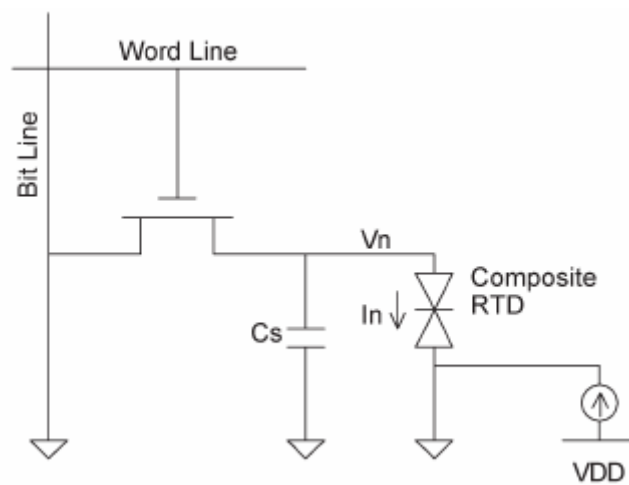 Word Line
Bit Line
Vn
Composite
RTD
In
Cs
VDD